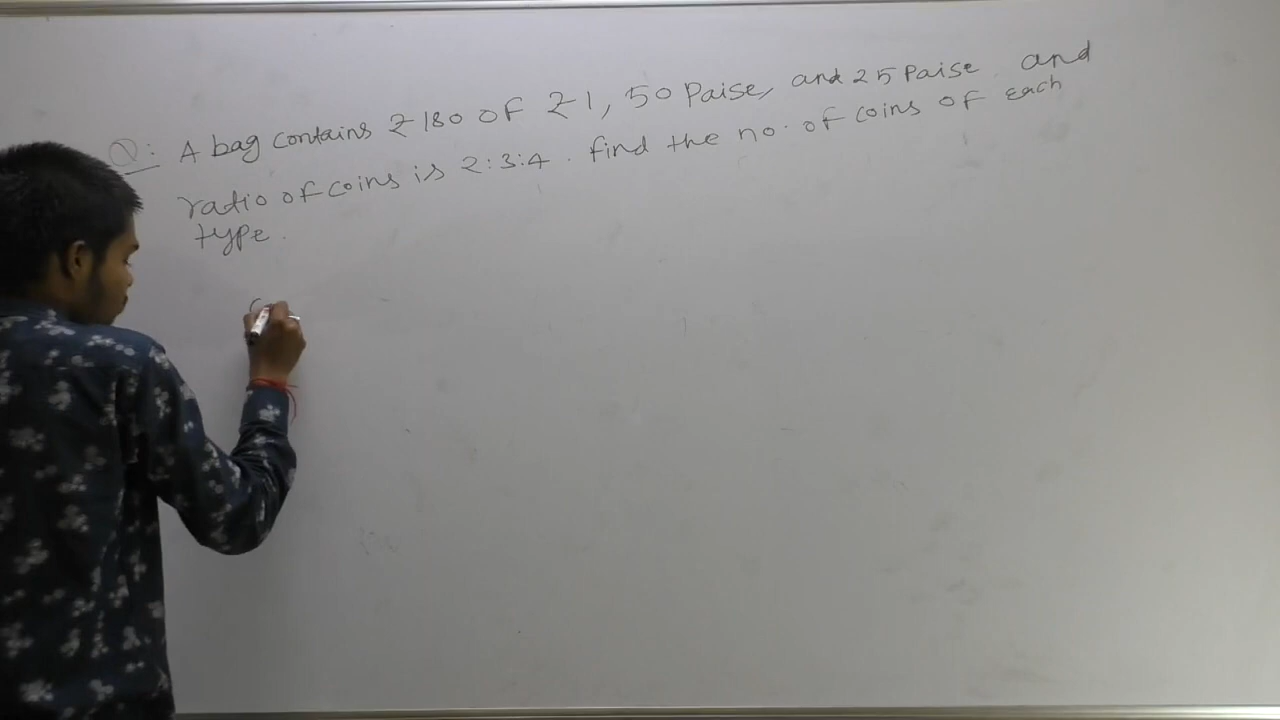 Q: A bag contains ₹180 of ₹1, 50 Paise, and 25 Paise and
ratio of coins is 2:3:4. find the no. of coins of each
type.